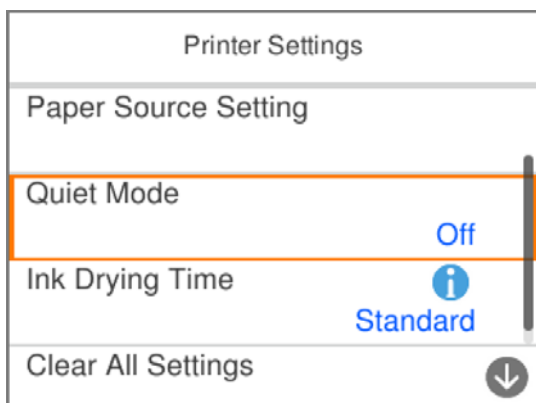 Printer Settings
Paper Source Setting
Quiet Mode
Off
Ink Drying Time
Standard
Clear All Settings